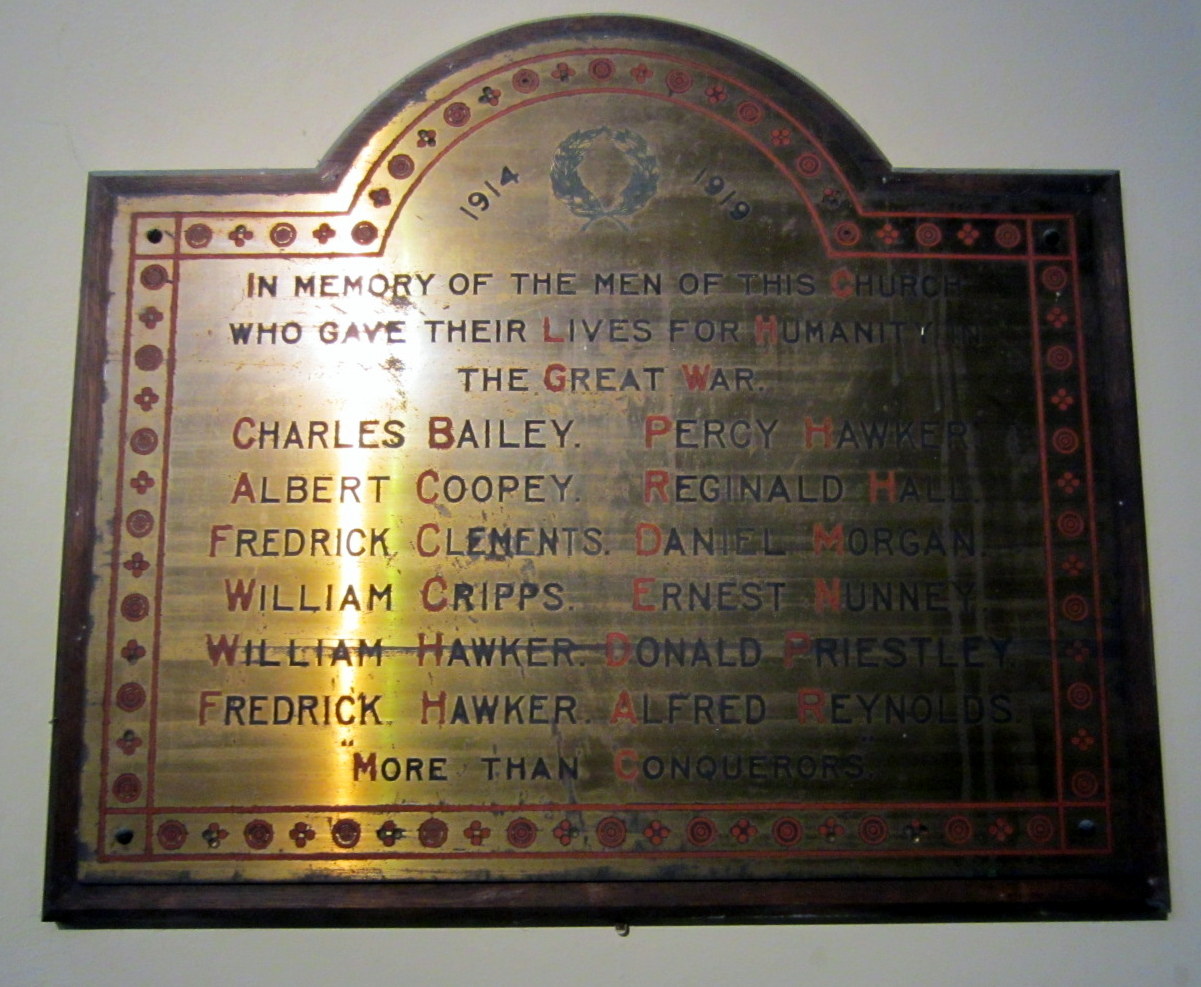 1914 1919
IN MEMORY OF THE MEN OF THIS CHURCH
WHO GAVE THEIR LIVES FOR HUMANITY IN
THE GREAT WAR.
CHARLES BAILEY. PERCY HAWKER.
ALBERT COOPEY. REGINALD HALL.
FREDRICK CLEMENTS. DANIEL MORGAN.
WILLIAM CRIPPS. ERNEST NUNNEY.
WILLIAM HAWKER. DONALD PRIESTLEY.
FREDRICK HAWKER. ALFRED REYNOLDS.
"MORE THAN CONQUERORS."